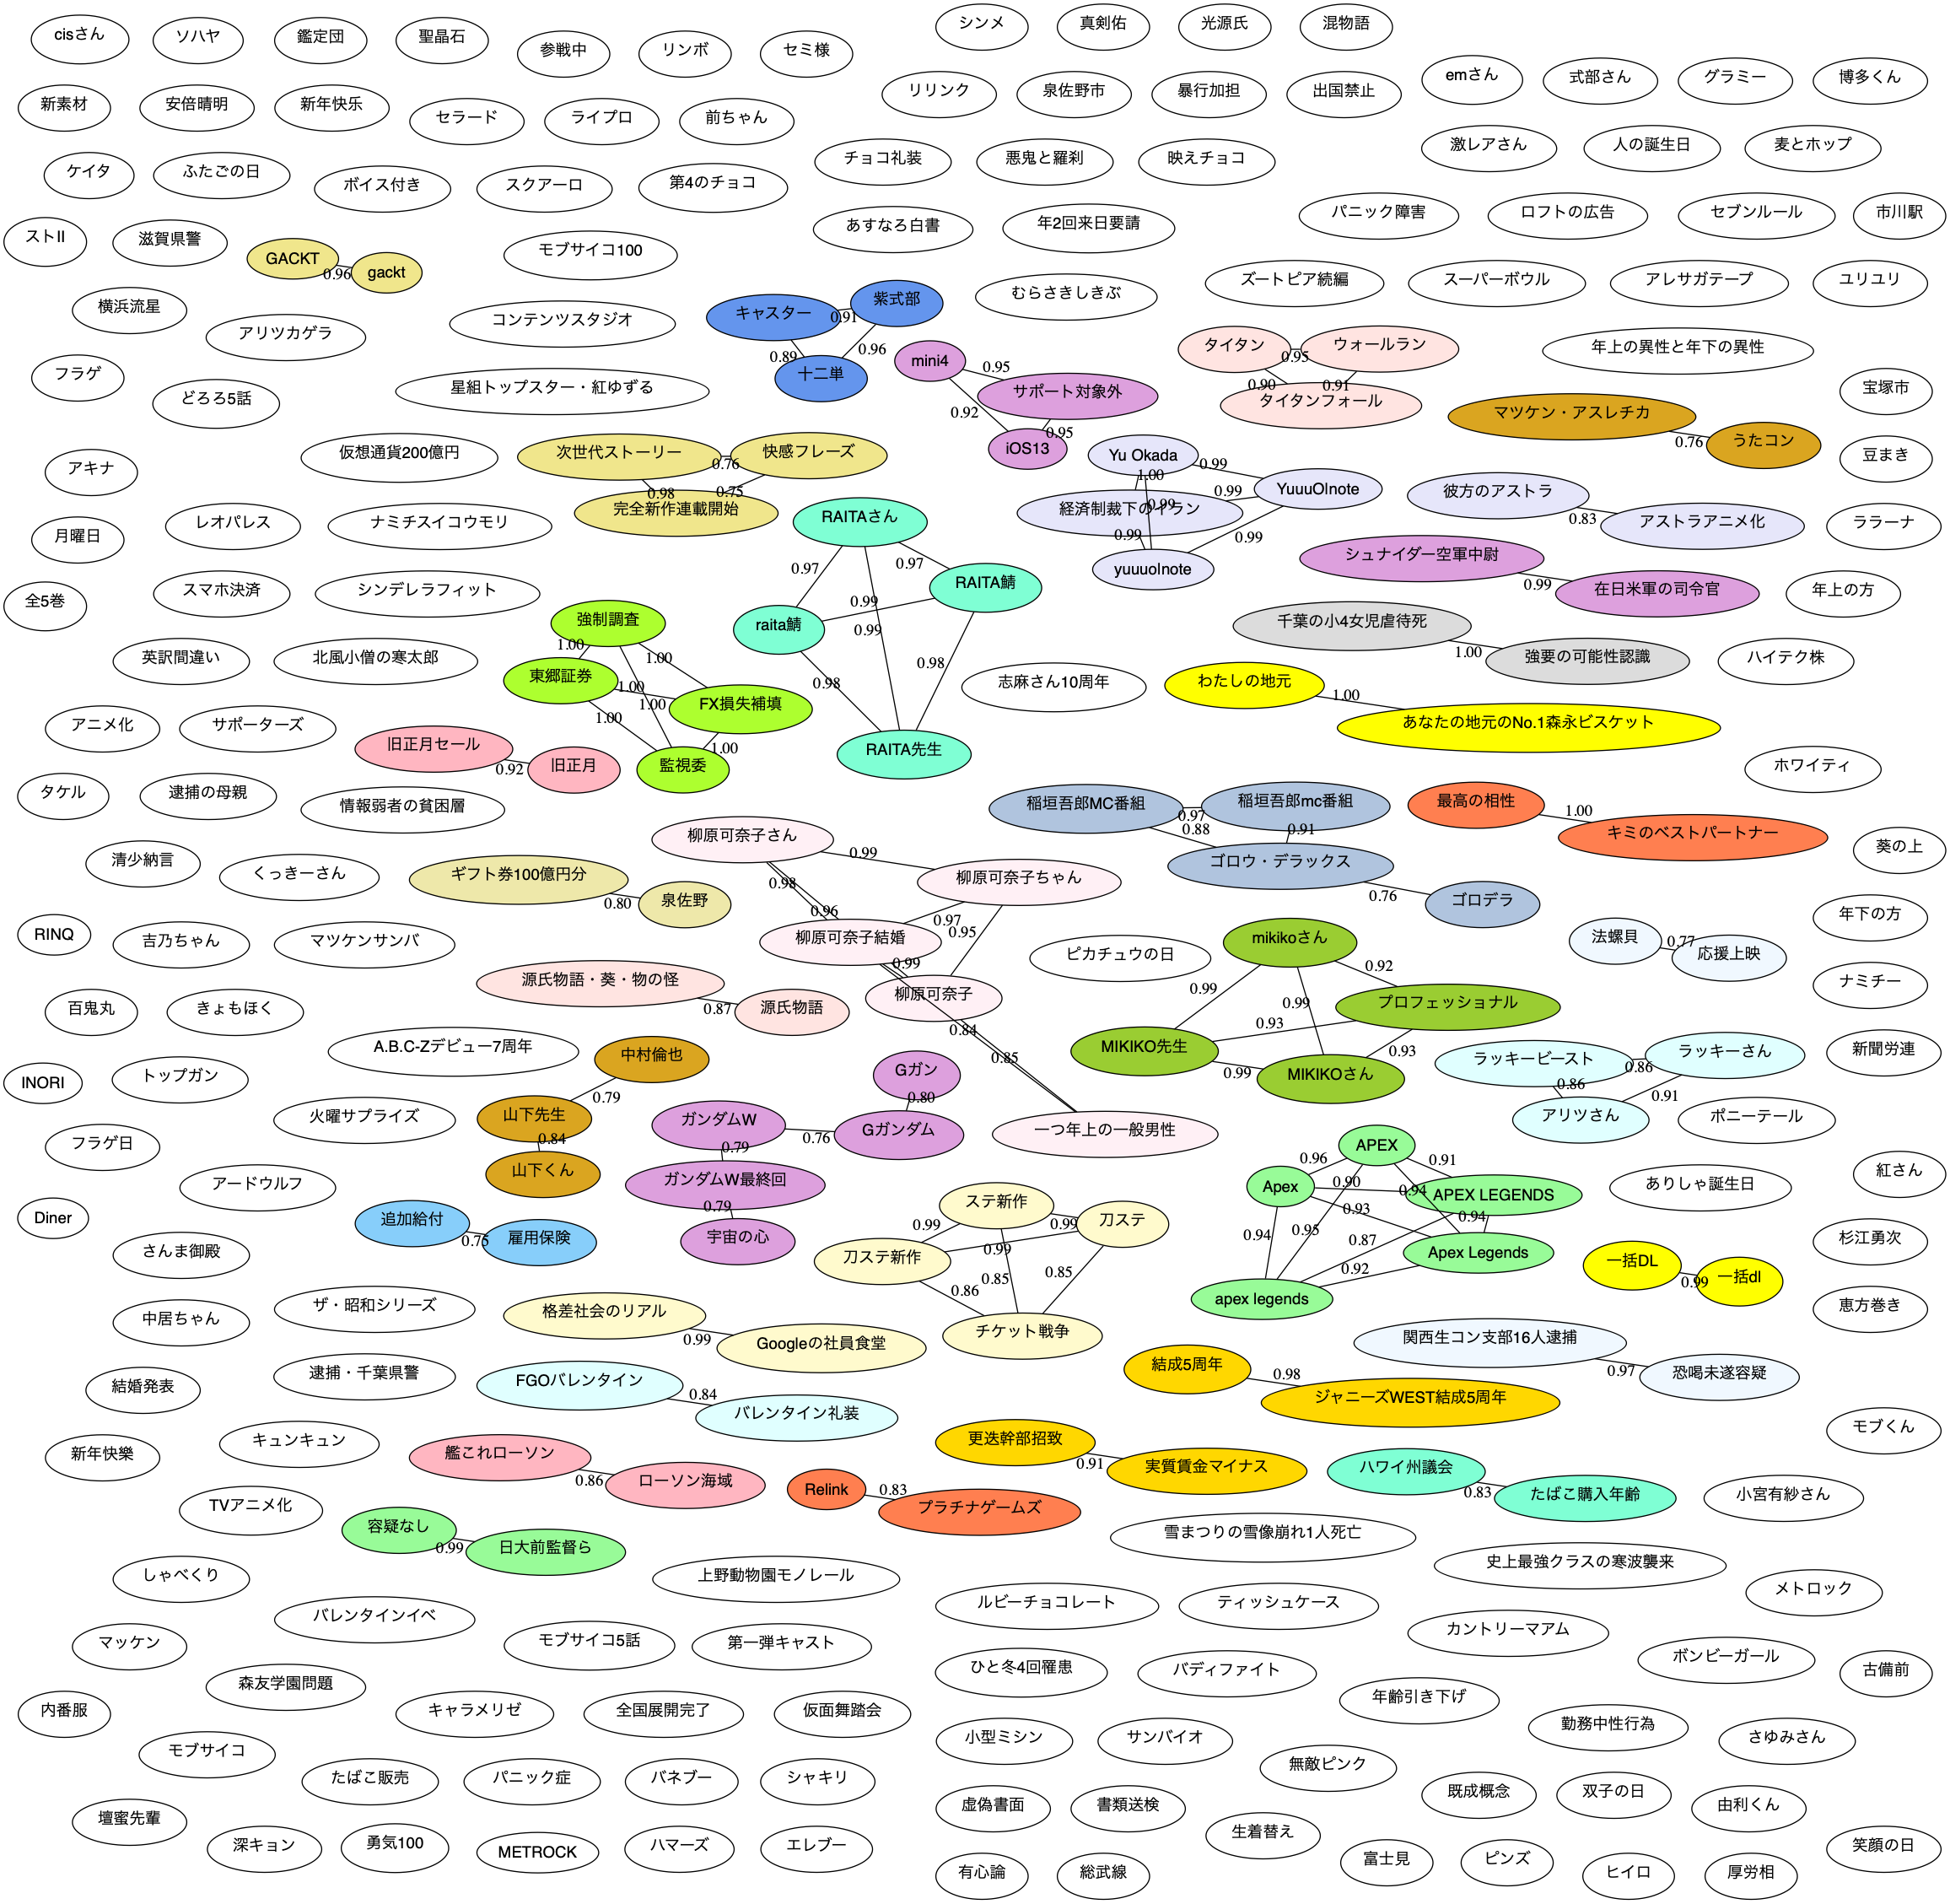 cisさん
ソハヤ
鑑定団
聖晶石
参戦中
リンボ
セミ様
シンメ
真剣佑
光源氏
混物語
emさん
式部さん
グラミー
博多くん
新素材
安倍晴明
新年快乐
セラード
ライプロ
前ちゃん
リリンク
泉佐野市
暴行加担
出国禁止
激レアさん
人の誕生日
麦とホップ
ケイタ
ふたごの日
ボイス付き
スクアーロ
第4のチョコ
チョコ礼装
悪鬼と羅刹
映えチョコ
パニック障害
ロフトの広告
セブンルール
市川駅
ストII
滋賀県警
GACKT
0.96
gackt
モブサイコ100
あすなろ白書
年2回来日要請
ズートピア続編
スーパーボウル
アレサガテープ
ユリユリ
横浜流星
アリツカゲラ
コンテンツスタジオ
キャスター
0.91
紫式部
0.89
0.96
十二単
むらさきしきぶ
タイタン
0.95
ウォールラン
0.90
0.91
タイタンフォール
年上の異性と年下の異性
フラゲ
どろろ5話
星組トップスター・紅ゆずる
mini4
0.95
サポート対象外
0.92
0.95
iOS13
マツケン・アスレチカ
0.76
うたコン
宝塚市
アキナ
仮想通貨200億円
次世代ストーリー
0.76
快感フレーズ
0.98
0.75
完全新作連載開始
Yu Okada
0.99
1.00
YuuuOInote
0.99
経済制裁下のイラン
0.99
0.99
0.99
yuuuoInote
彼方のアストラ
0.83
アストラアニメ化
豆まき
月曜日
レオパレス
ナミチスイコウモリ
RAITAさん
0.97
0.97
RAITA鯖
0.99
raita鯖
0.99
0.98
0.98
RAITA先生
シュナイダー空軍中尉
0.99
在日米軍の司令官
ララーナ
全5巻
スマホ決済
シンデレラフィット
強制調査
1.00
1.00
東郷証券
1.00
1.00
FX損失補填
1.00
1.00
監視委
千葉の小4女児虐待死
1.00
強要の可能性認識
年上の方
英訳間違い
北風小僧の寒太郎
志麻さん10周年
わたしの地元
1.00
あなたの地元のNo.1森永ビスケット
ハイテク株
アニメ化
サポーターズ
旧正月セール
0.92
旧正月
ホワイティ
タケル
逮捕の母親
情報弱者の貧困層
柳原可奈子さん
0.99
柳原可奈子ちゃん
0.98
0.96
0.97
0.95
柳原可奈子結婚
0.99
柳原可奈子
0.84
0.85
一つ年上の一般男性
稲垣吾郎MC番組
0.97
稲垣吾郎mc番組
0.88
0.91
ゴロウ・デラックス
0.76
ゴロデラ
最高の相性
1.00
キミのベストパートナー
葵の上
清少納言
くっきーさん
ギフト券100億円分
0.80
泉佐野
年下の方
RINQ
吉乃ちゃん
マツケンサンバ
ピカチュウの日
mikikoさん
0.92
0.99
0.99
プロフェッショナル
0.93
MIKIKO先生
0.93
0.99
MIKIKOさん
法螺貝
0.77
応援上映
ナミチー
百鬼丸
きょもほく
源氏物語・葵・物の怪
0.87
源氏物語
新聞労連
INORI
トップガン
A.B.C-Zデビュー7周年
中村倫也
0.79
山下先生
0.84
山下くん
Gガン
0.80
ガンダムW
0.76
Gガンダム
0.79
ガンダムW最終回
0.79
宇宙の心
ラッキービースト
0.86
ラッキーさん
0.86
0.91
アリツさん
ポニーテール
フラゲ日
火曜サプライズ
APEX
0.96
0.91
Apex
0.90
0.94
APEX LEGENDS
0.93
0.94
0.94
0.95
0.87
Apex Legends
0.92
apex legends
ありしゃ誕生日
紅さん
Diner
アードウルフ
追加給付
0.75
雇用保険
ステ新作
0.99
0.99
刀ステ
0.99
刀ステ新作
0.85
0.85
0.86
チケット戦争
一括DL
0.99
一括dl
杉江勇次
さんま御殿
恵方巻き
中居ちゃん
ザ・昭和シリーズ
格差社会のリアル
0.99
Googleの社員食堂
関西生コン支部16人逮捕
0.97
恐喝未遂容疑
結婚発表
逮捕・千葉県警
FGOバレンタイン
0.84
バレンタイン礼装
結成5周年
0.98
ジャニーズWEST結成5周年
モブくん
新年快樂
キュンキュン
艦これローソン
0.86
ローソン海域
更迭幹部招致
0.91
実質賃金マイナス
ハワイ州議会
0.83
たばこ購入年齢
小宮有紗さん
TVアニメ化
容疑なし
0.99
日大前監督ら
Relink
0.83
プラチナゲームズ
雪まつりの雪像崩れ1人死亡
史上最強クラスの寒波襲来
しゃべくり
上野動物園モノレール
メトロック
バレンタインイベ
ルビーチョコレート
ティッシュケース
カントリーマアム
マッケン
モブサイコ5話
第一弾キャスト
ひと冬4回罹患
バディファイト
ボンビーガール
古備前
森友学園問題
年齢引き下げ
内番服
キャラメリゼ
全国展開完了
仮面舞踏会
小型ミシン
サンバイオ
勤務中性行為
さゆみさん
モブサイコ
たばこ販売
パニック症
バネブー
シャキリ
無敵ピンク
既成概念
双子の日
由利くん
壇蜜先輩
虚偽書面
書類送検
生着替え
深キョン
勇気100
METROCK
ハマーズ
エレブー
富士見
ピンズ
笑顔の日
有心論
総武線
ヒイロ
厚労相